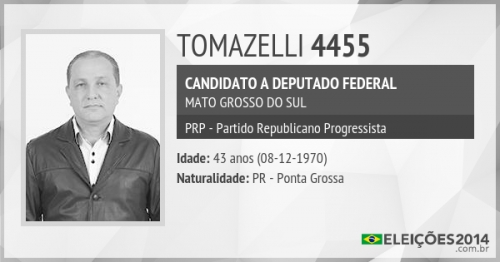 TOMAZELLI 4455
CANDIDATO A DEPUTADO FEDERAL
MATO GROSSO DO SUL
PRP - Partido Republicano Progressista
Idade: 43 anos (08-12-1970)
Naturalidade: PR - Ponta Grossa
ELEIÇÕES2014
.com.br